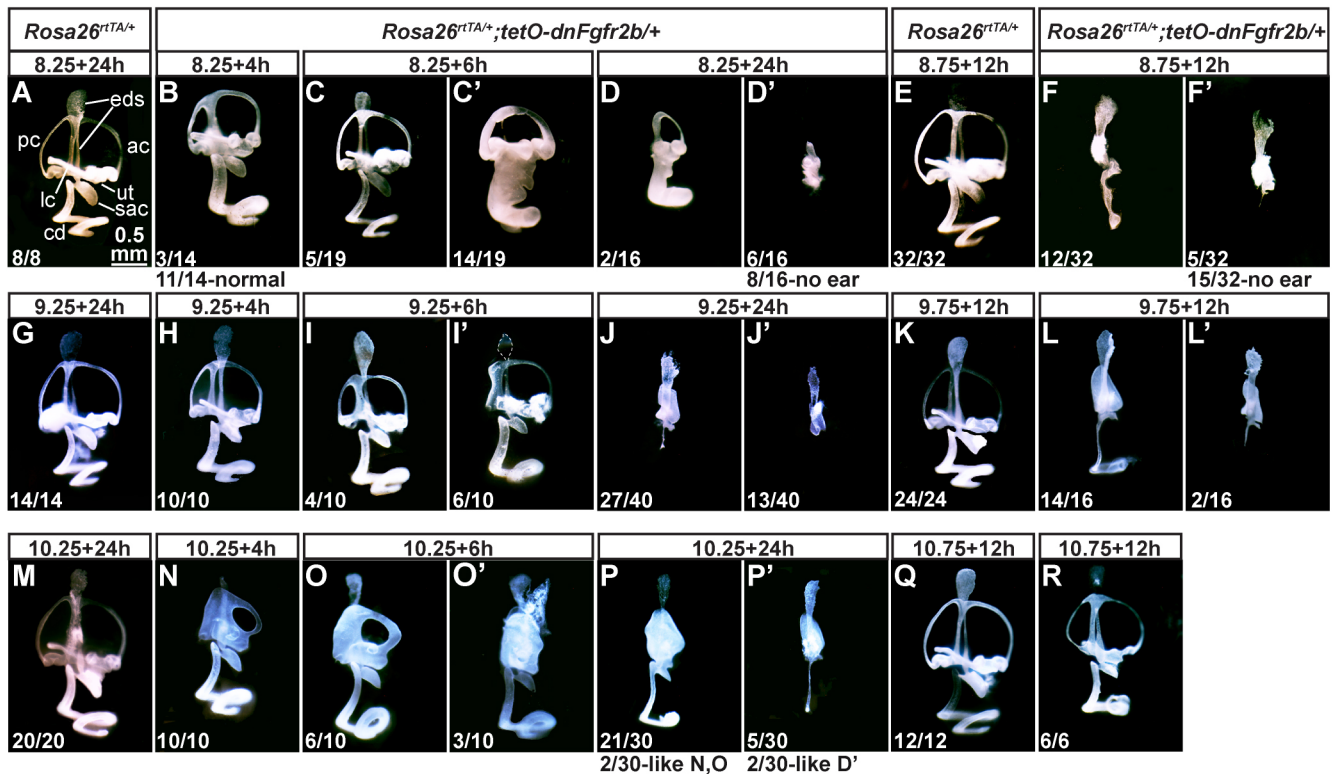 Rosa26rtTA/+ Rosa26rtTA/+;tetO-dnFgfr2b/+ Rosa26rtTA/+ Rosa26rtTA/+;tetO-dnFgfr2b/+
8.25+24h 8.25+4h 8.25+6h 8.25+24h 8.75+12h 8.75+12h
A B C C’ D D’ E F F’
eds
pc ac
lc ut
sac
cd 0.5
mm
8/8 3/14 5/19 14/19 2/16 6/16 32/32 12/32 5/32
11/14-normal 8/16-no ear 15/32-no ear
9.25+24h 9.25+4h 9.25+6h 9.25+24h 9.75+12h 9.75+12h
G H I I’ J J’ K L L’
14/14 10/10 4/10 6/10 27/40 13/40 24/24 14/16 2/16
10.25+24h 10.25+4h 10.25+6h 10.25+24h 10.75+12h 10.75+12h
M N O O’ P P’ Q R
20/20 10/10 6/10 3/10 21/30 5/30 12/12 6/6
2/30-like N,O 2/30-like D’